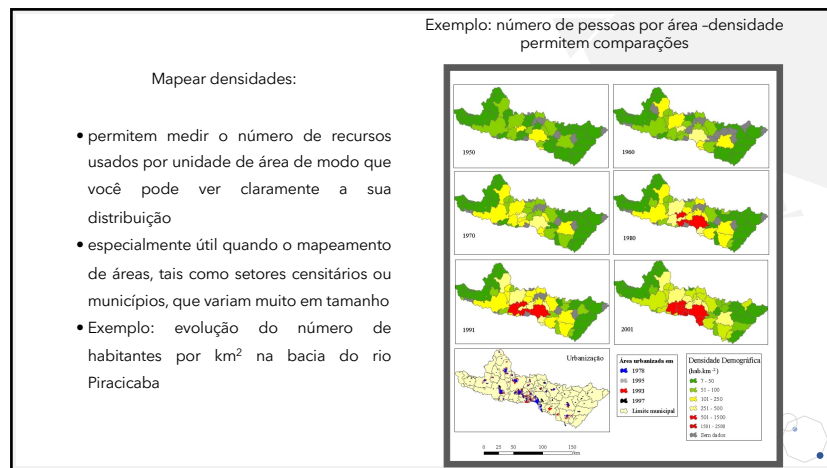 Exemplo: número de pessoas por área –densidade
permitem comparações
Mapear densidades:
• permitem medir o número de recursos
usados por unidade de área de modo que
você pode ver claramente a sua
distribuição
• especialmente útil quando o mapeamento
de áreas, tais como setores censitários ou
municípios, que variam muito em tamanho
• Exemplo: evolução do número de
habitantes por km² na bacia do rio
Piracicaba
1950
1960
1970
1980
1991
2001
Urbanização
Área urbanizada em
1978
1995
1993
1997
Limite municipal
Densidade Demográfica
(hab.km⁻²)
7 - 50
51 - 100
101 - 250
251 - 500
501 - 1500
1501 - 2500
Sem dados
0 25 50 100 150
km